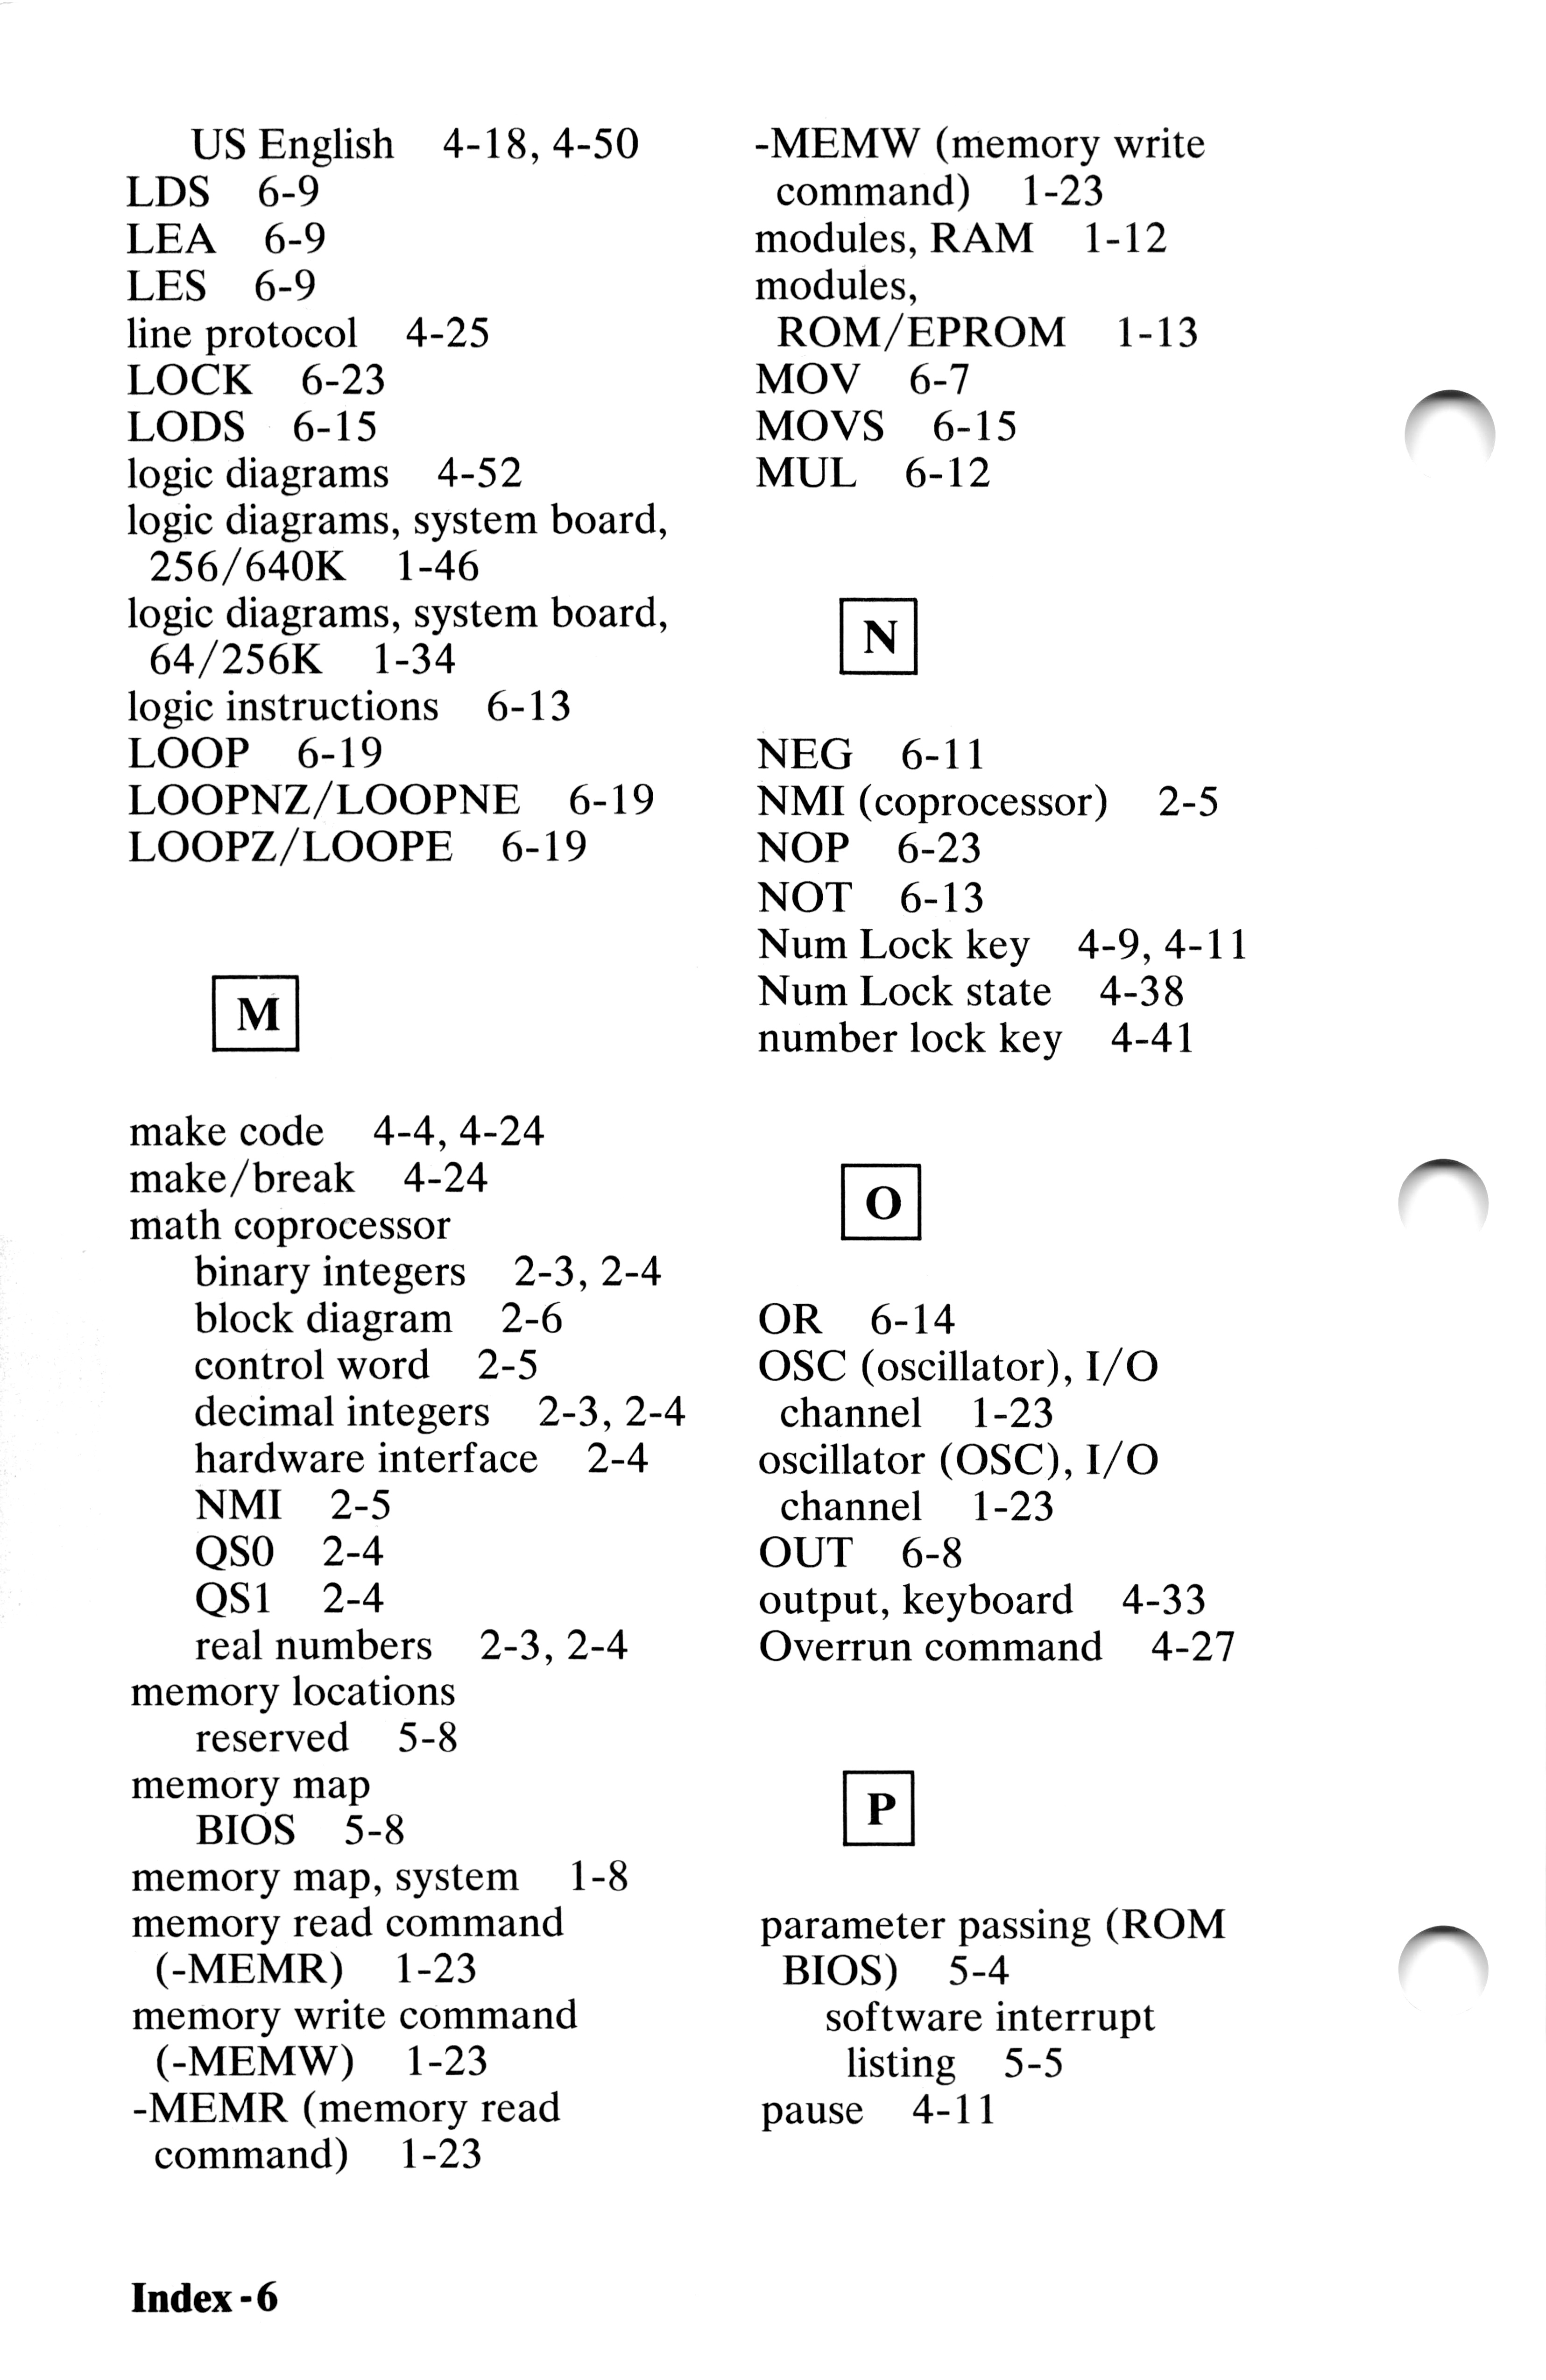 US English 4-18, 4-50
LDS 6-9
LEA 6-9
LES 6-9
line protocol 4-25
LOCK 6-23
LODS 6-15
logic diagrams 4-52
logic diagrams, system board,
256/640K 1-46
logic diagrams, system board,
64/256K 1-34
logic instructions 6-13
LOOP 6-19
LOOPNZ/LOOPNE 6-19
LOOPZ/LOOPE 6-19
M
make code 4-4, 4-24
make/break 4-24
math coprocessor
binary integers 2-3, 2-4
block diagram 2-6
control word 2-5
decimal integers 2-3, 2-4
hardware interface 2-4
NMI 2-5
QS0 2-4
QS1 2-4
real numbers 2-3, 2-4
memory locations
reserved 5-8
memory map
BIOS 5-8
memory map, system 1-8
memory read command
(-MEMR) 1-23
memory write command
(-MEMW) 1-23
-MEMR (memory read
command) 1-23
-MEMW (memory write
command) 1-23
modules, RAM 1-12
modules,
ROM/EPROM 1-13
MOV 6-7
MOVS 6-15
MUL 6-12
N
NEG 6-11
NMI (coprocessor) 2-5
NOP 6-23
NOT 6-13
Num Lock key 4-9, 4-11
Num Lock state 4-38
number lock key 4-41
O
OR 6-14
OSC (oscillator), I/O
channel 1-23
oscillator (OSC), I/O
channel 1-23
OUT 6-8
output, keyboard 4-33
Overrun command 4-27
P
parameter passing (ROM
BIOS) 5-4
software interrupt
listing 5-5
pause 4-11
Index-6